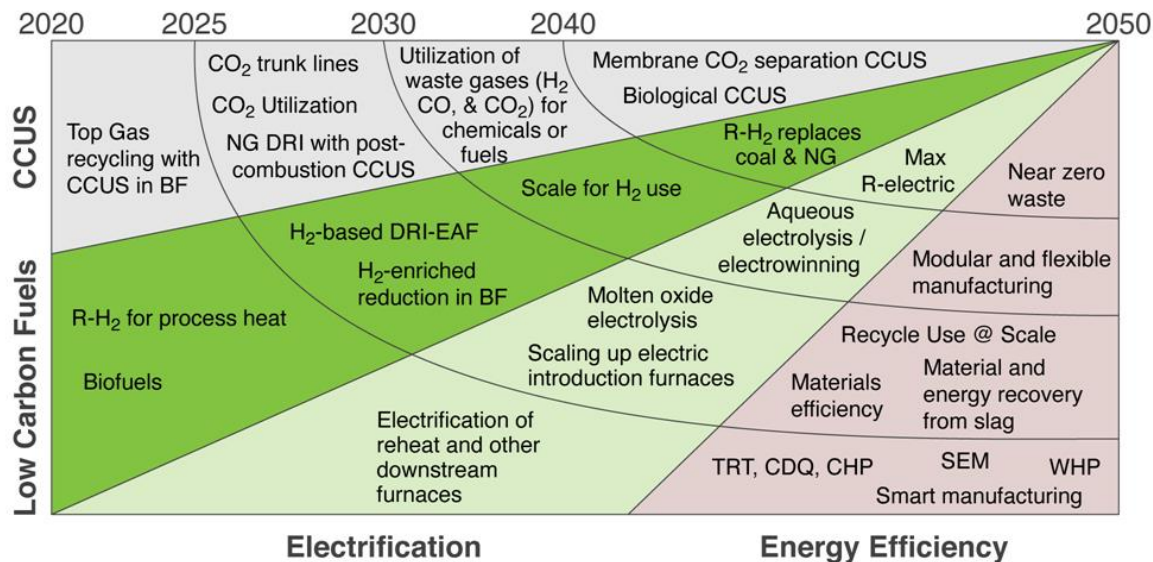 2020 2025 2030 2040 2050
CCUS
Top Gas
recycling with
CCUS in BF
CO₂ trunk lines
CO₂ Utilization
NG DRI with post-
combustion CCUS
Utilization of
waste gases (H₂
CO, & CO₂) for
chemicals or
fuels
Membrane CO₂ separation CCUS
Biological CCUS
Low Carbon Fuels
R-H₂ for process heat
Biofuels
H₂-based DRI-EAF
H₂-enriched
reduction in BF
Scale for H₂ use
R-H₂ replaces
coal & NG
Electrification of
reheat and other
downstream
furnaces
Molten oxide
electrolysis
Scaling up electric
introduction furnaces
Aqueous
electrolysis /
electrowinning
Max
R-electric
Near zero
waste
Modular and flexible
manufacturing
Recycle Use @ Scale
Materials
efficiency
Material and
energy recovery
from slag
TRT, CDQ, CHP
SEM
WHP
Smart manufacturing
Electrification
Energy Efficiency